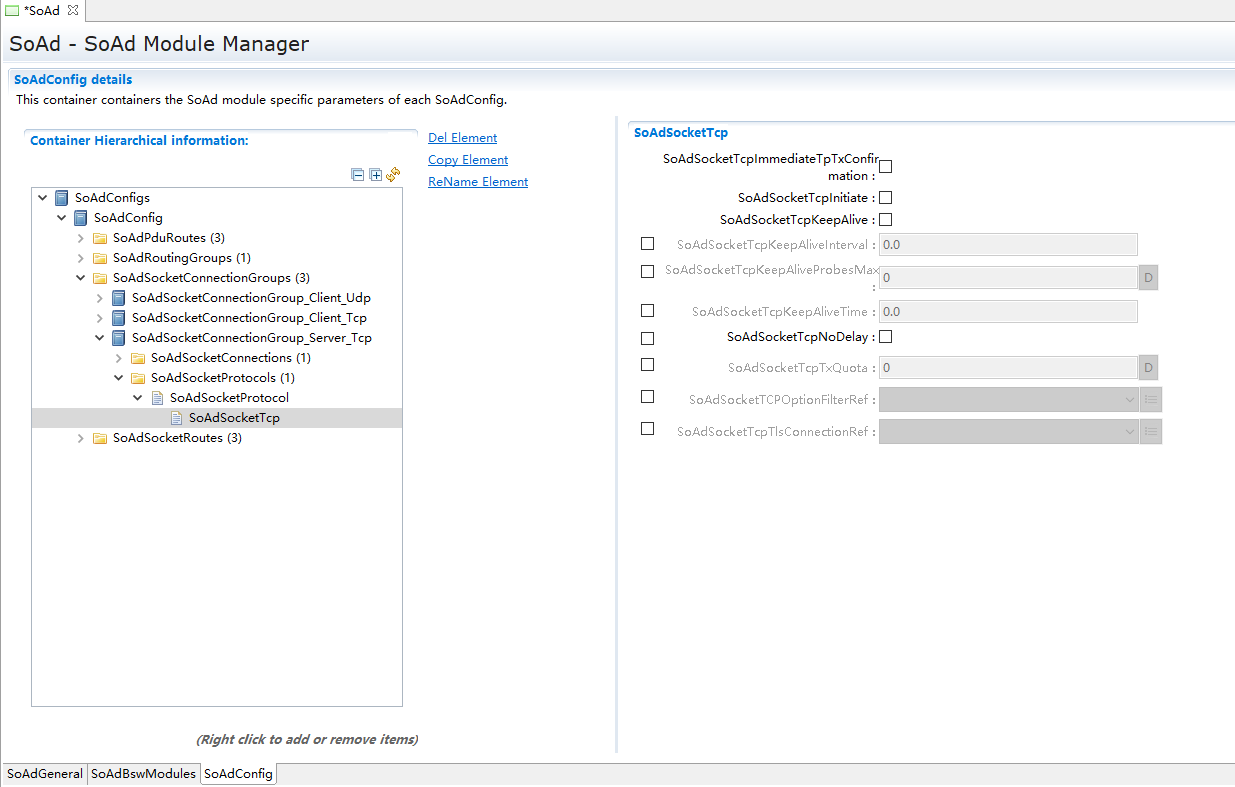 *SoAd
SoAd - SoAd Module Manager
SoAdConfig details
This container containers the SoAd module specific parameters of each SoAdConfig.
Container Hierarchical information:
Del Element
Copy Element
ReName Element
SoAdConfigs
SoAdConfig
SoAdPduRoutes (3)
SoAdRoutingGroups (1)
SoAdSocketConnectionGroups (3)
SoAdSocketConnectionGroup_Client_Udp
SoAdSocketConnectionGroup_Client_Tcp
SoAdSocketConnectionGroup_Server_Tcp
SoAdSocketConnections (1)
SoAdSocketProtocols (1)
SoAdSocketProtocol
SoAdSocketTcp
SoAdSocketRoutes (3)
(Right click to add or remove items)
SoAdSocketTcp
SoAdSocketTcpImmediateTpTxConfir
mation :
SoAdSocketTcpInitiate :
SoAdSocketTcpKeepAlive :
SoAdSocketTcpKeepAliveInterval : 0.0
SoAdSocketTcpKeepAliveProbesMax
: 0 D
SoAdSocketTcpKeepAliveTime : 0.0
SoAdSocketTcpNoDelay :
SoAdSocketTcpTxQuota : 0 D
SoAdSocketTCPOptionFilterRef :
SoAdSocketTcpTlsConnectionRef :
SoAdGeneral SoAdBswModules SoAdConfig